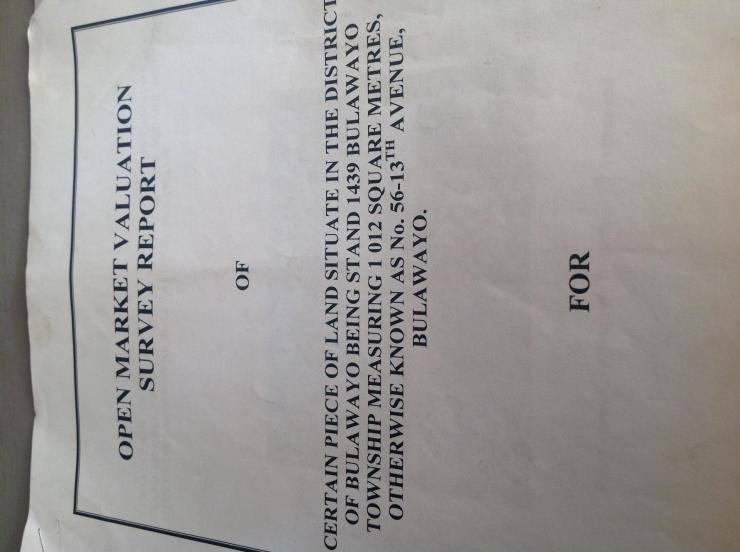 OPEN MARKET VALUATION
SURVEY REPORT
OF
CERTAIN PIECE OF LAND SITUATE IN THE DISTRICT
OF BULAWAYO BEING STAND 1439 BULAWAYO
TOWNSHIP MEASURING 1 012 SQUARE METRES,
OTHERWISE KNOWN AS No. 56-13TH AVENUE,
BULAWAYO.
FOR